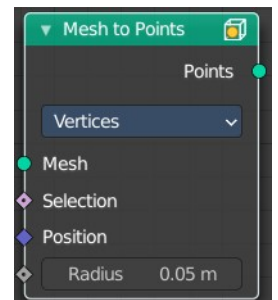 Mesh to Points
Points
Vertices
Mesh
Selection
Position
Radius 0.05 m